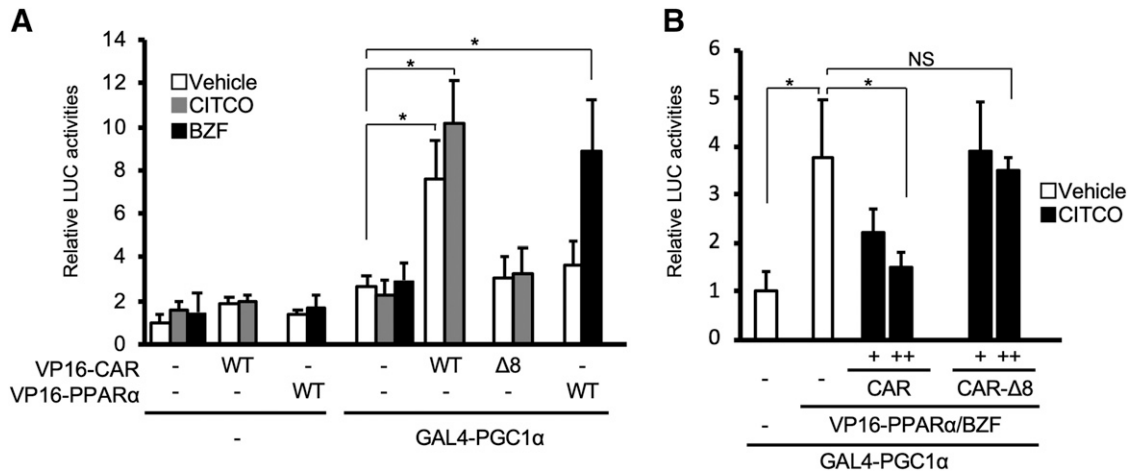 A
Relative LUC activities
14
12
10
8
6
4
2
0
Vehicle
CITCO
BZF
*
*
*
VP16-CAR - WT - - WT Δ8 -
VP16-PPARα - - WT - - - WT
- GAL4-PGC1α
B
Relative LUC activities
6
5
4
3
2
1
0
NS
* *
Vehicle
CITCO
+ ++ + ++
- - CAR CAR-Δ8
- VP16-PPARα/BZF
GAL4-PGC1α